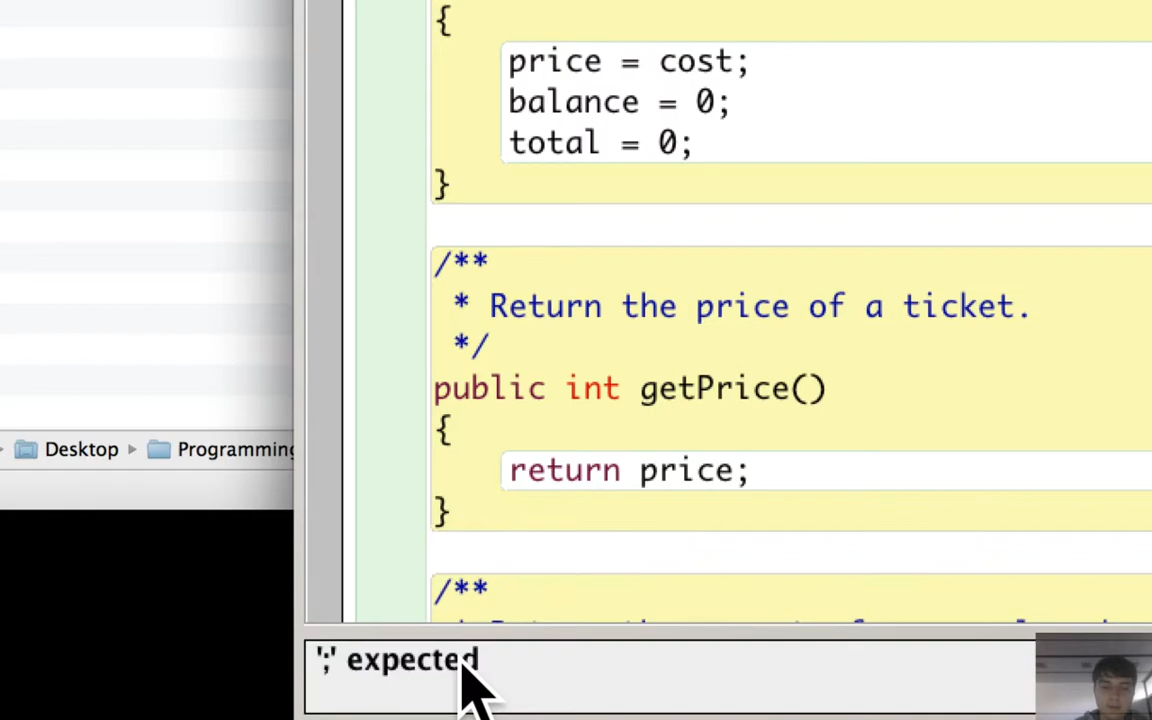 {
price = cost;
balance = 0;
total = 0;
}
/**
* Return the price of a ticket.
*/
public int getPrice()
{
return price;
}
/**
Desktop
Programming
';' expected